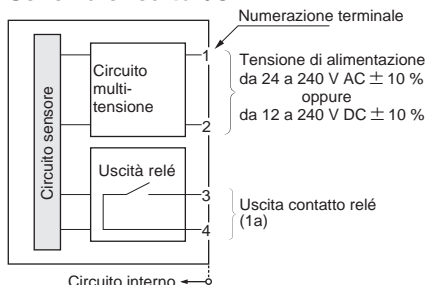 Numerazione terminale
1
Tensione di alimentazione
da 24 a 240 V AC ± 10 %
oppure
da 12 a 240 V DC ± 10 %
Circuito
multi-
tensione
2
Circuito sensore
Uscità relé
3
4
Uscita contatto relé
(1a)
Circuito interno